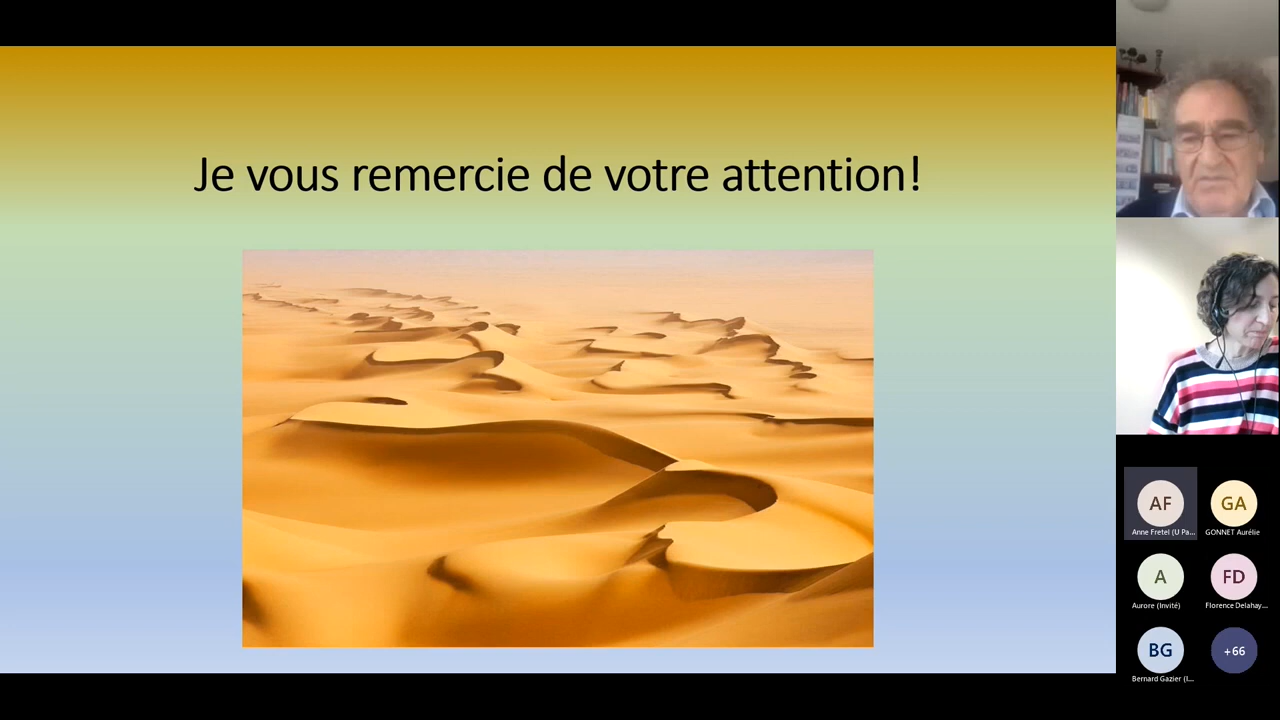 Je vous remercie de votre attention!
AF
GA
Anne Fretel (U Pa...
GONNET Aurélie
A
FD
Aurore (Invité)
Florence Delahay...
BG
+66
Bernard Gazier (I...